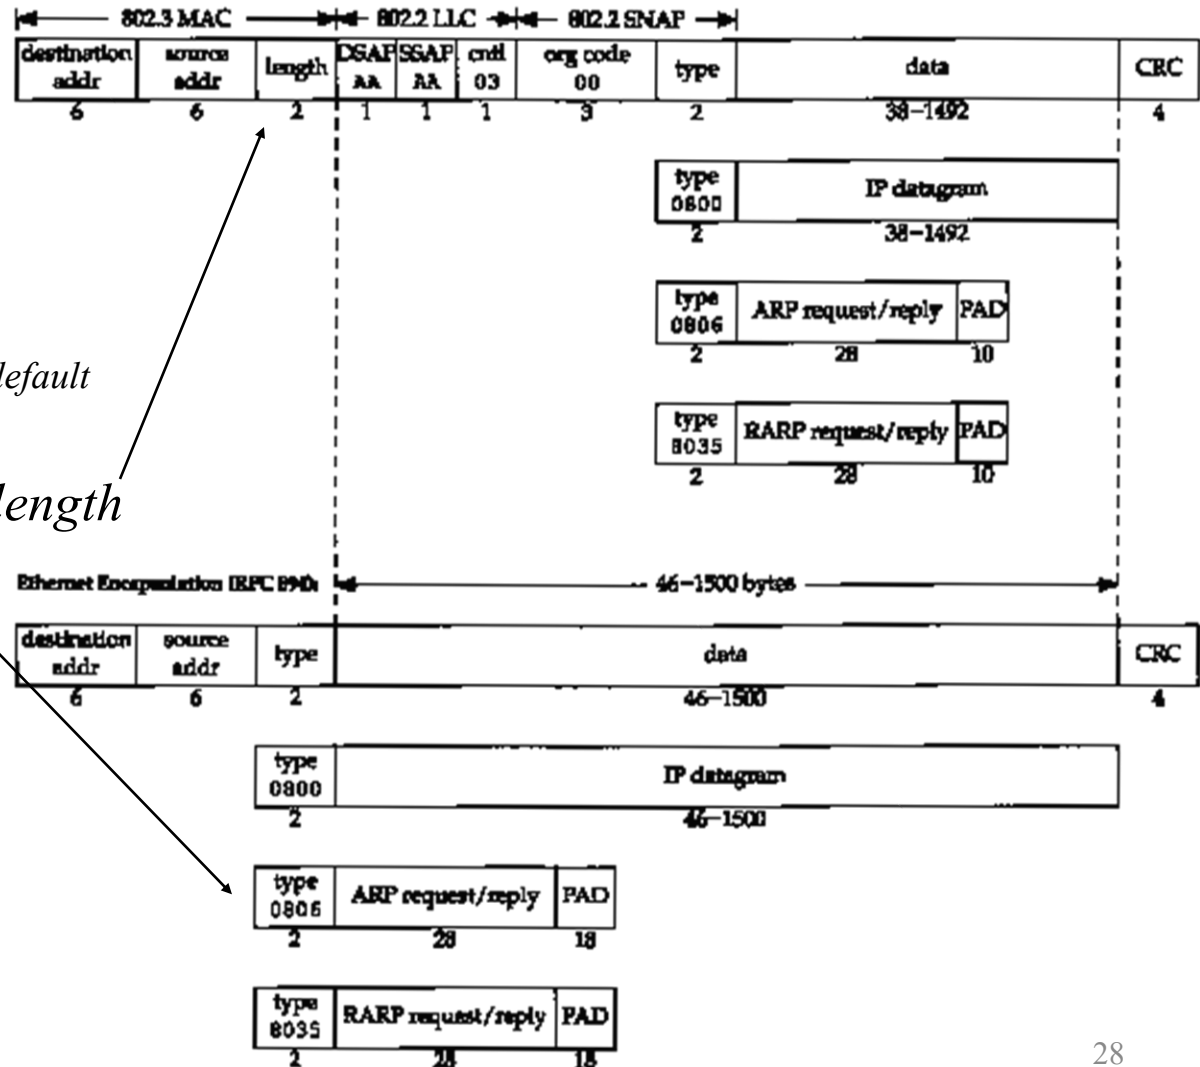 802.3 MAC 802.2 LLC 802.2 SNAP
destination addr source addr length DSAP AA SSAP AA cntl 03 org code 00 type data CRC
6 6 2 1 1 1 3 2 38-1492 4
type 0800 IP datagram
2 38-1492
type 0806 ARP request/reply PAD
2 28 10
default
type 8035 RARP request/reply PAD
2 28 10
length
Ethernet Encapsulation (RFC 894): 46-1500 bytes
destination addr source addr type data CRC
6 6 2 46-1500 4
type 0800 IP datagram
2 46-1500
type 0806 ARP request/reply PAD
2 28 18
type 8035 RARP request/reply PAD
2 28 18
28